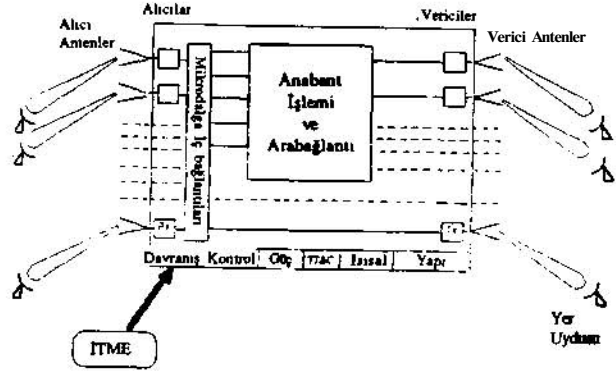 Alıcılar
.Vericiler
Alıcı
Antenler
Verici Antenler
Mikrodalga İç bağlantıları
Anabant
İşlemi
ve
Arabağlantı
Davranış Kontrol Güç TT&C Isısal Yapı
İTME
Yer
Uydusu